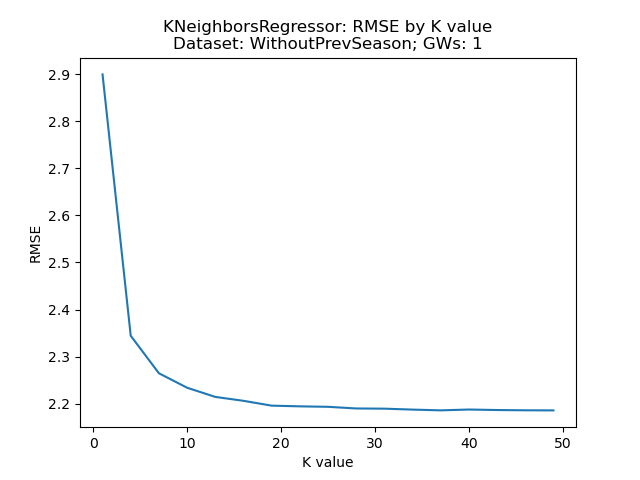 KNeighborsRegressor: RMSE by K value
Dataset: WithoutPrevSeason; GWs: 1
2.9
2.8
2.7
2.6
2.5
2.4
2.3
2.2
RMSE
0 10 20 30 40 50
K value